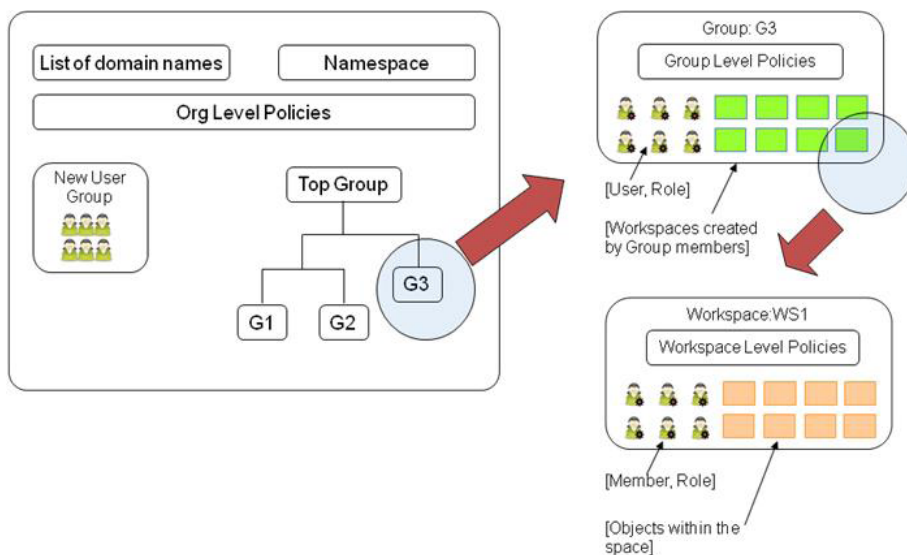 List of domain names
Namespace
Org Level Policies
New User
Group
Top Group
G3
G1
G2
Group: G3
Group Level Policies
[User, Role]
[Workspaces created
by Group members]
Workspace:WS1
Workspace Level Policies
[Member, Role]
[Objects within the
space]